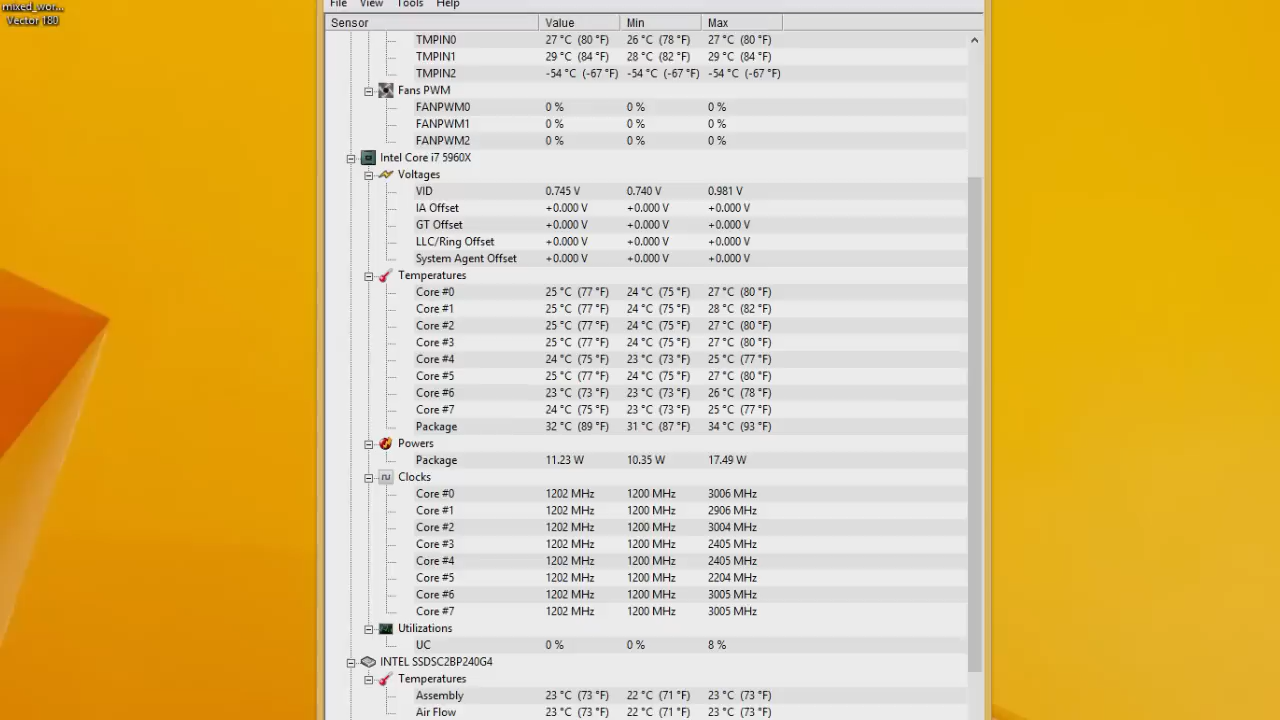 mixed_wor...
Vector 180
File View Tools Help
Sensor Value Min Max
TMPIN0 27 °C (80 °F) 26 °C (78 °F) 27 °C (80 °F)
TMPIN1 29 °C (84 °F) 28 °C (82 °F) 29 °C (84 °F)
TMPIN2 -54 °C (-67 °F) -54 °C (-67 °F) -54 °C (-67 °F)
Fans PWM
FANPWM0 0 % 0 % 0 %
FANPWM1 0 % 0 % 0 %
FANPWM2 0 % 0 % 0 %
Intel Core i7 5960X
Voltages
VID 0.745 V 0.740 V 0.981 V
IA Offset +0.000 V +0.000 V +0.000 V
GT Offset +0.000 V +0.000 V +0.000 V
LLC/Ring Offset +0.000 V +0.000 V +0.000 V
System Agent Offset +0.000 V +0.000 V +0.000 V
Temperatures
Core #0 25 °C (77 °F) 24 °C (75 °F) 27 °C (80 °F)
Core #1 25 °C (77 °F) 24 °C (75 °F) 28 °C (82 °F)
Core #2 25 °C (77 °F) 24 °C (75 °F) 27 °C (80 °F)
Core #3 25 °C (77 °F) 24 °C (75 °F) 27 °C (80 °F)
Core #4 24 °C (75 °F) 23 °C (73 °F) 25 °C (77 °F)
Core #5 25 °C (77 °F) 24 °C (75 °F) 27 °C (80 °F)
Core #6 23 °C (73 °F) 23 °C (73 °F) 26 °C (78 °F)
Core #7 24 °C (75 °F) 23 °C (73 °F) 25 °C (77 °F)
Package 32 °C (89 °F) 31 °C (87 °F) 34 °C (93 °F)
Powers
Package 11.23 W 10.35 W 17.49 W
Clocks
Core #0 1202 MHz 1200 MHz 3006 MHz
Core #1 1202 MHz 1200 MHz 2906 MHz
Core #2 1202 MHz 1200 MHz 3004 MHz
Core #3 1202 MHz 1200 MHz 2405 MHz
Core #4 1202 MHz 1200 MHz 2405 MHz
Core #5 1202 MHz 1200 MHz 2204 MHz
Core #6 1202 MHz 1200 MHz 3005 MHz
Core #7 1202 MHz 1200 MHz 3005 MHz
Utilizations
UC 0 % 0 % 8 %
INTEL SSDSC2BP240G4
Temperatures
Assembly 23 °C (73 °F) 22 °C (71 °F) 23 °C (73 °F)
Air Flow 23 °C (73 °F) 22 °C (71 °F) 23 °C (73 °F)